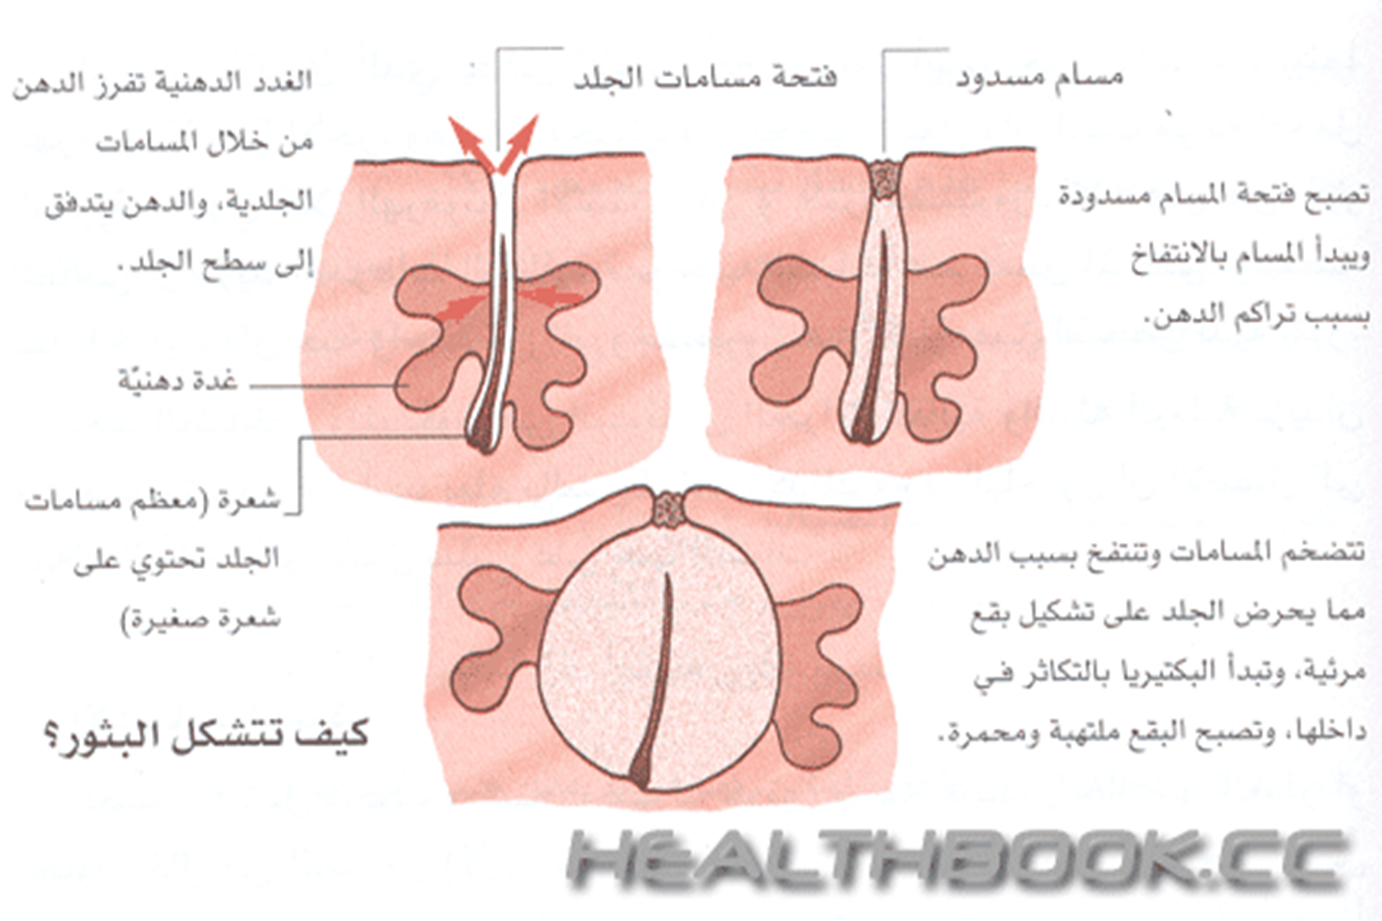 مسام مسدود
فتحة مسامات الجلد
الغدد الدهنية تفرز الدهن
من خلال المسامات
الجلدية، والدهن يتدفق
إلى سطح الجلد.
تصبح فتحة المسام مسدودة
ويبدأ المسام بالانتفاخ
بسبب تراكم الدهن.
غدة دهنيّة
شعرة (معظم مسامات
الجلد تحتوي على
شعرة صغيرة)
تتضخم المسامات وتنتفخ بسبب الدهن
مما يحرض الجلد على تشكيل بقع
مرئية، وتبدأ البكتيريا بالتكاثر في
داخلها، وتصبح البقع ملتهبة ومحمرة.
كيف تتشكل البثور؟
HEALTHBOOK.CC